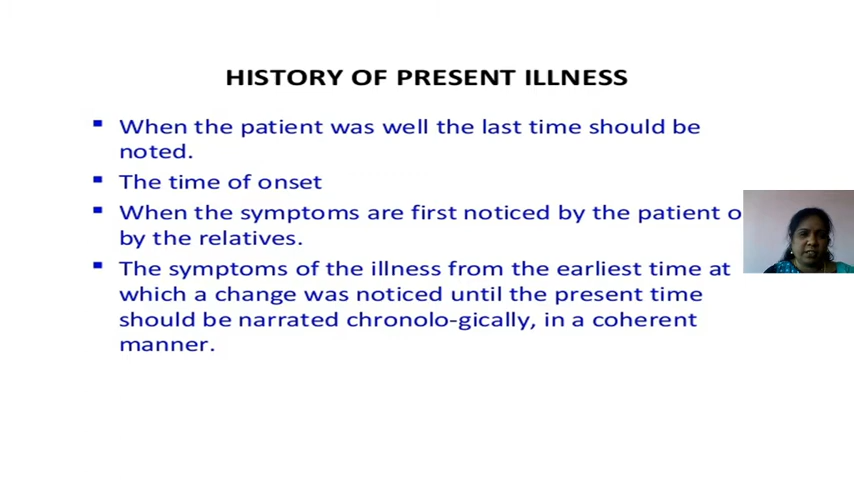 HISTORY OF PRESENT ILLNESS
▪ When the patient was well the last time should be
noted.
▪ The time of onset
▪ When the symptoms are first noticed by the patient
by the relatives.
▪ The symptoms of the illness from the earliest time at
which a change was noticed until the present time
should be narrated chronolo-gically, in a coherent
manner.